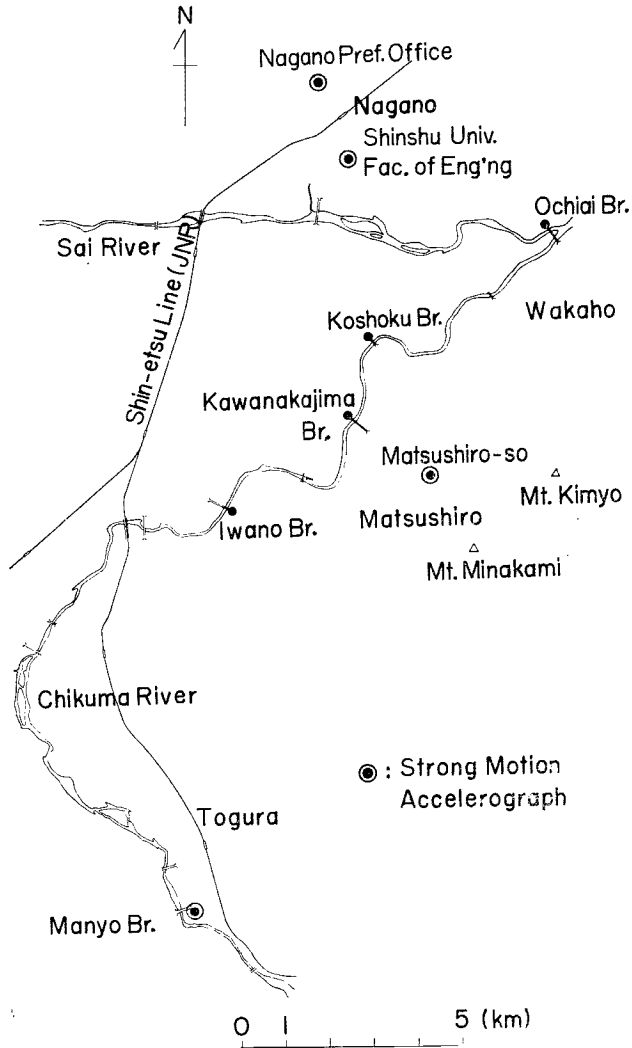 N
Nagano Pref. Office
Nagano
Shinshu Univ.
Fac. of Eng'ng
Ochiai Br.
Sai River
Shin-etsu Line (JNR)
Wakaho
Koshoku Br.
Kawanakajima
Br.
Matsushiro-so
Mt. Kimyo
Iwano Br.
Matsushiro
Mt. Minakami
Chikuma River
: Strong Motion
Accelerograph
Togura
Manyo Br.
0 1 5 (km)